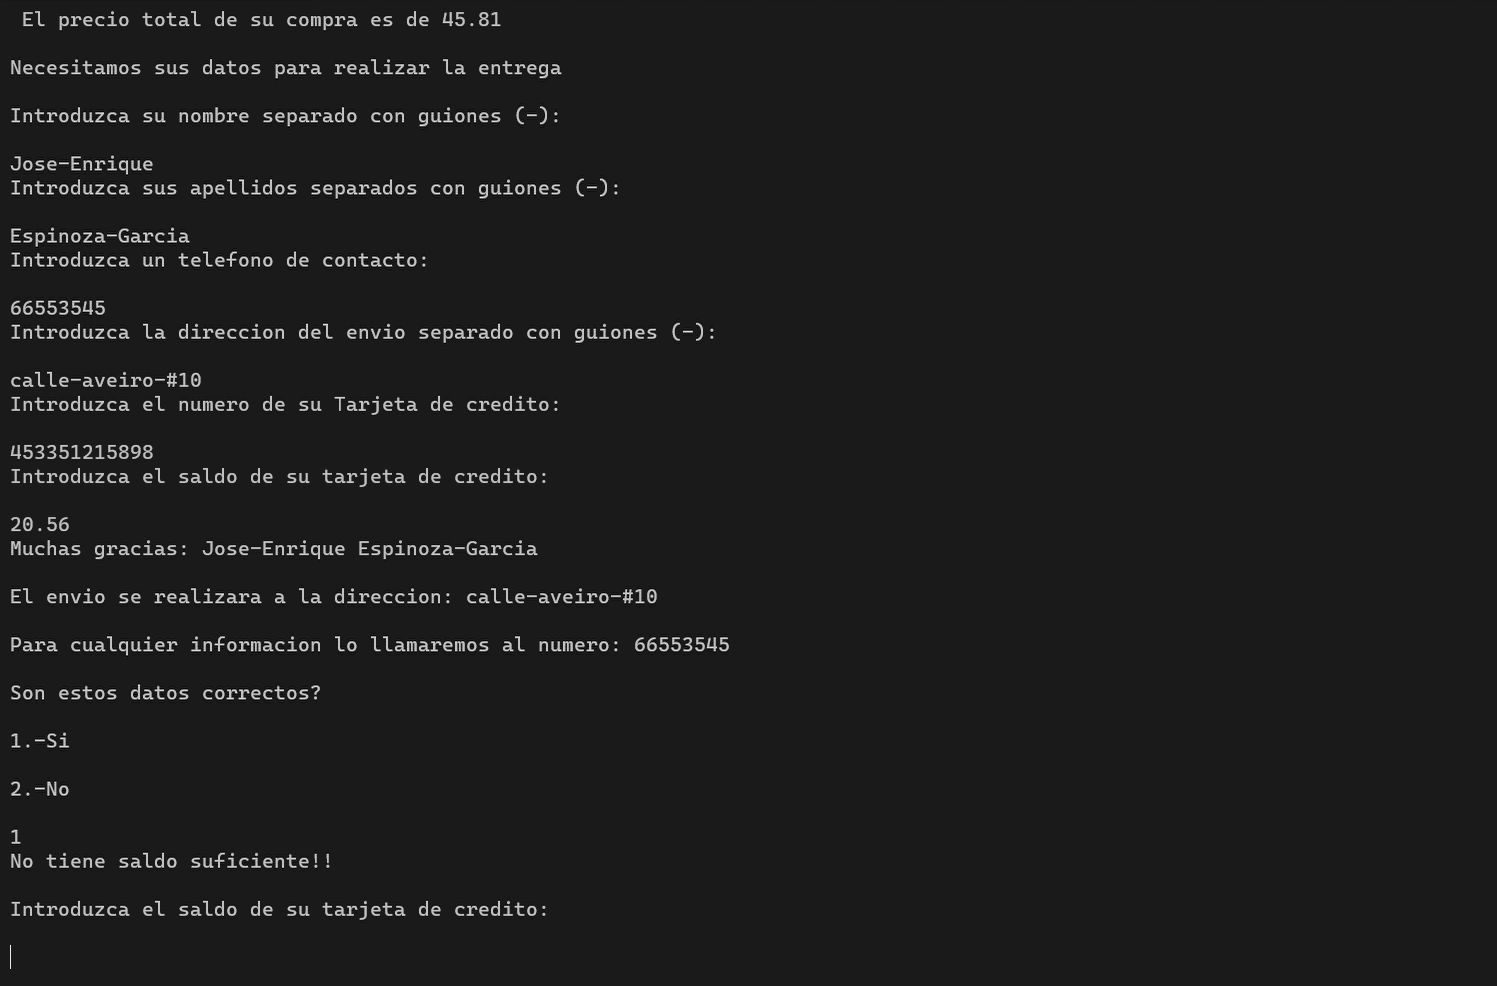 El precio total de su compra es de 45.81
Necesitamos sus datos para realizar la entrega
Introduzca su nombre separado con guiones (-):
Jose-Enrique
Introduzca sus apellidos separados con guiones (-):
Espinoza-Garcia
Introduzca un telefono de contacto:
66553545
Introduzca la direccion del envio separado con guiones (-):
calle-aveiro-#10
Introduzca el numero de su Tarjeta de credito:
453351215898
Introduzca el saldo de su tarjeta de credito:
20.56
Muchas gracias: Jose-Enrique Espinoza-Garcia
El envio se realizara a la direccion: calle-aveiro-#10
Para cualquier informacion lo llamaremos al numero: 66553545
Son estos datos correctos?
1.-Si
2.-No
1
No tiene saldo suficiente!!
Introduzca el saldo de su tarjeta de credito: